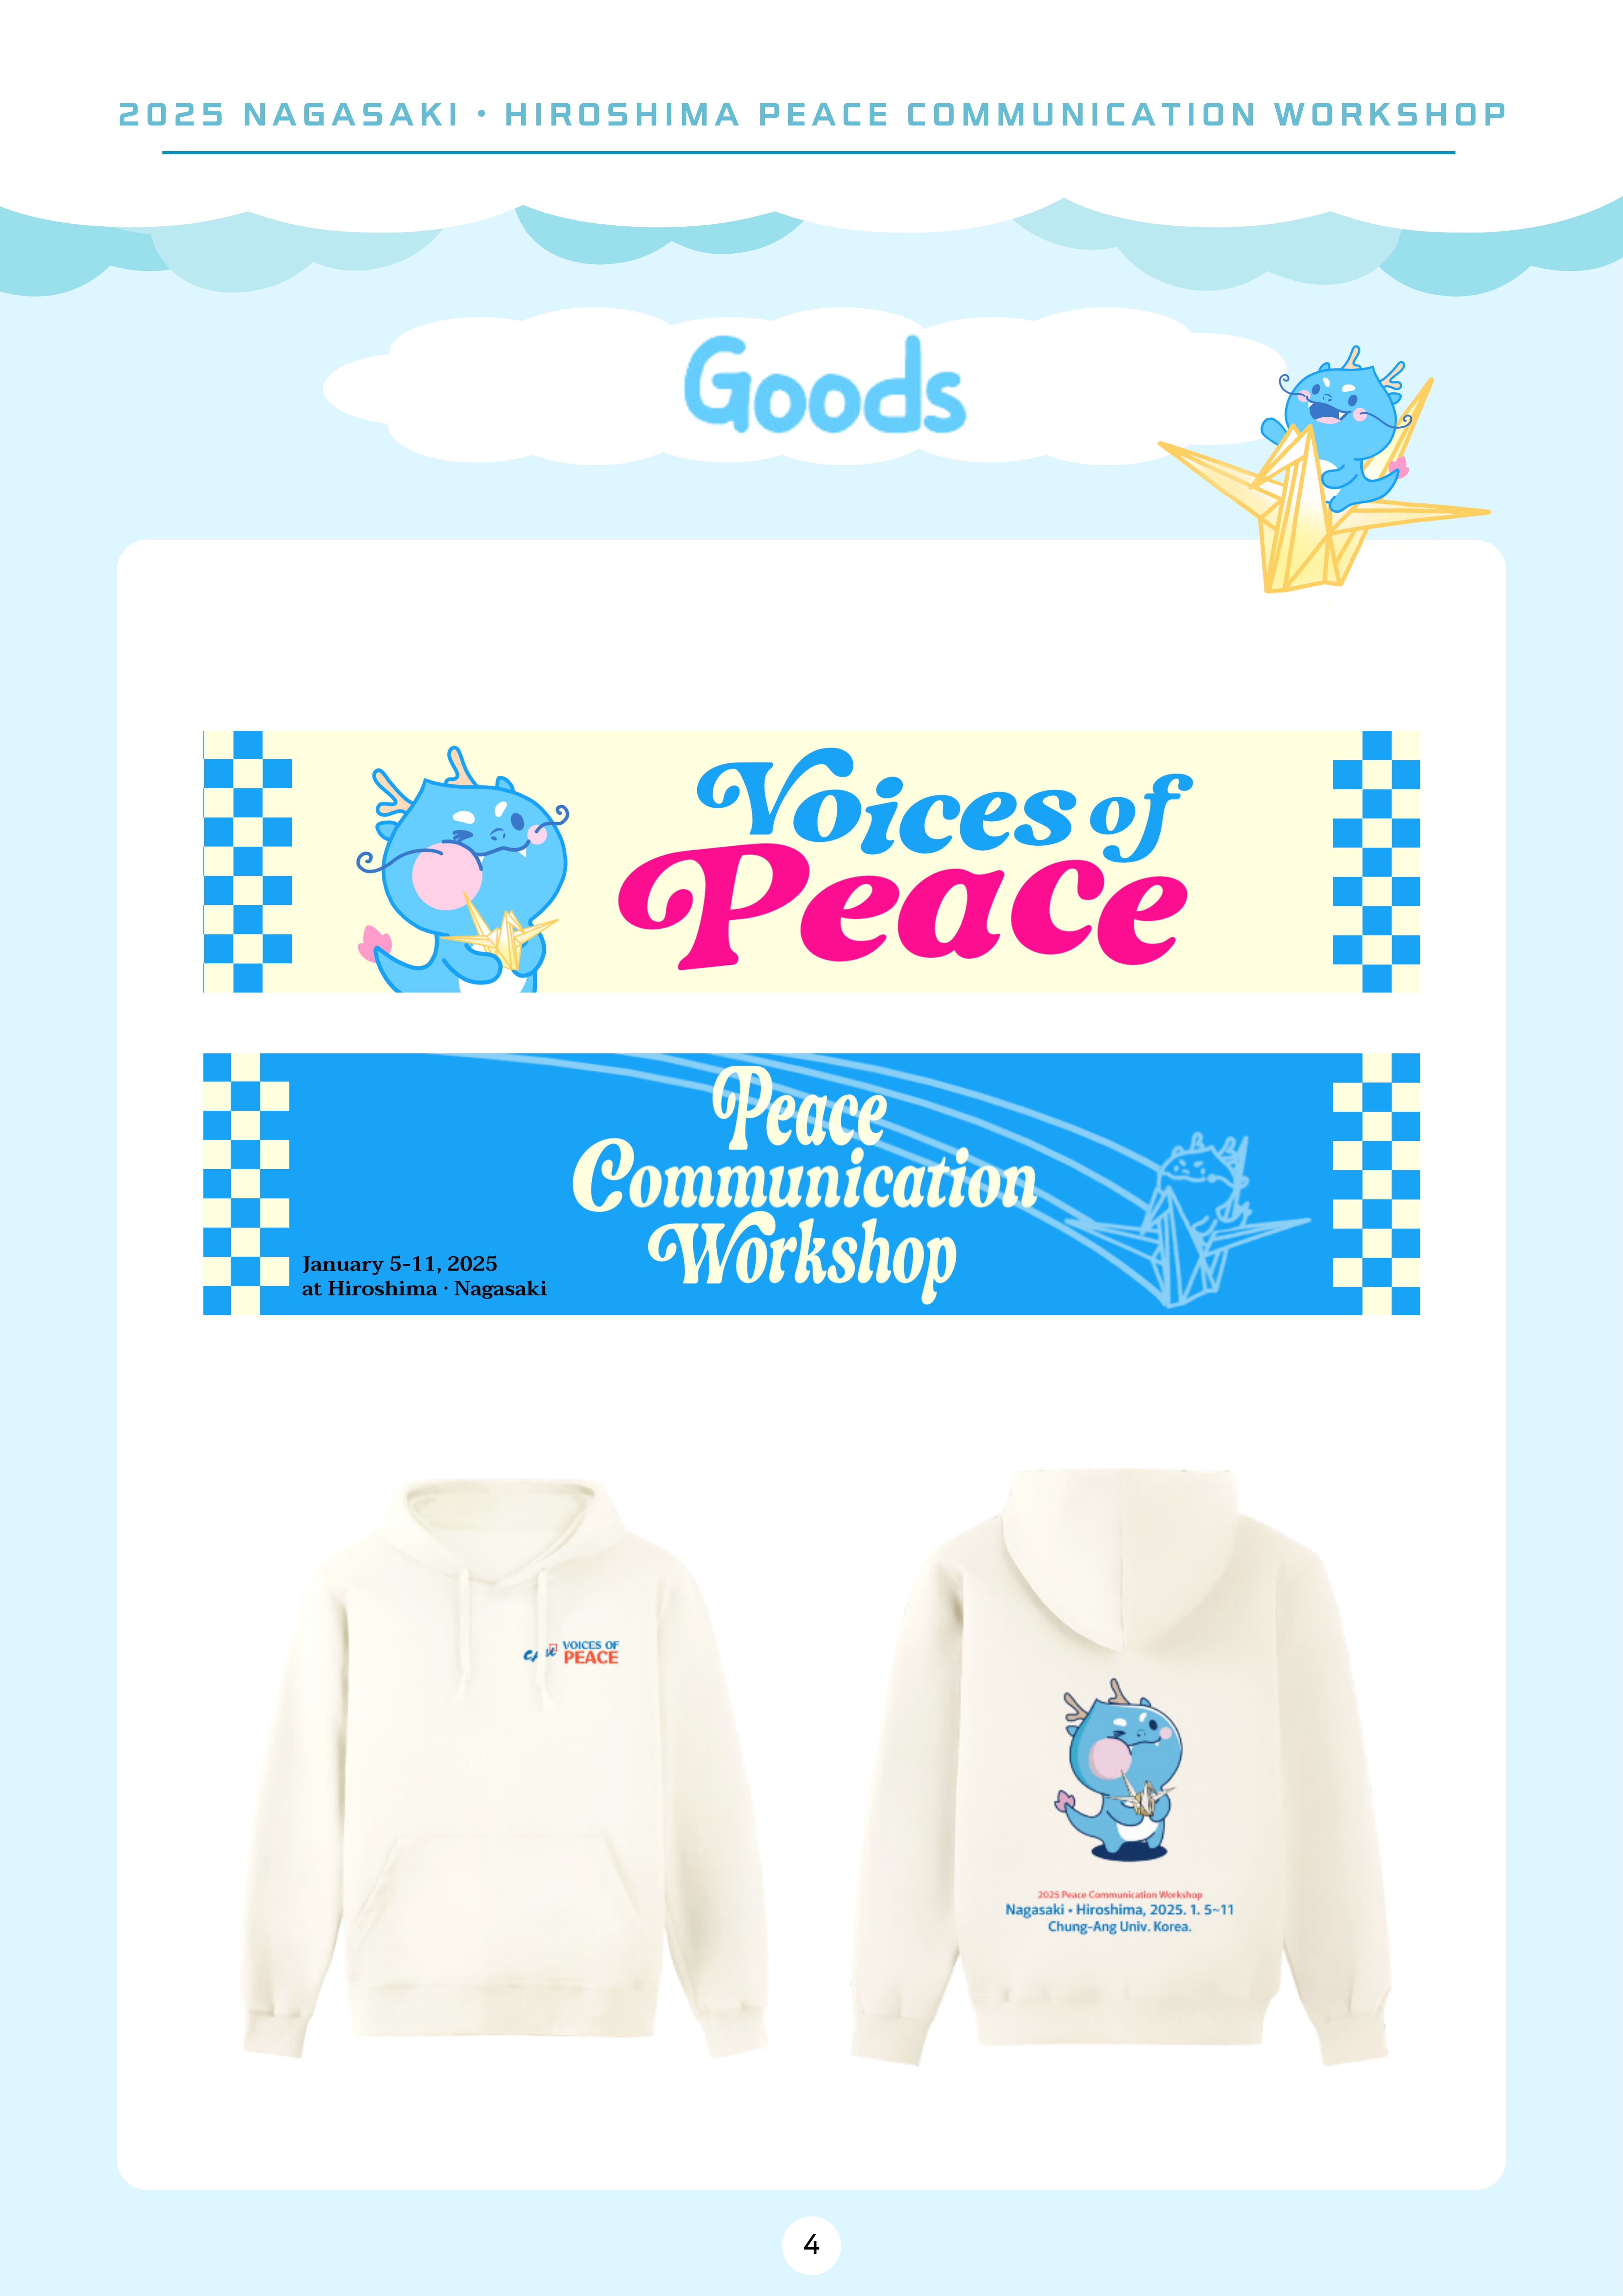 2025 NAGASAKI • HIROSHIMA PEACE COMMUNICATION WORKSHOP
Goods
Voices of
Peace
Peace
Communication
Workshop
January 5-11, 2025
at Hiroshima · Nagasaki
VOICES OF
PEACE
2025 Peace Communication Workshop
Nagasaki • Hiroshima, 2025. 1. 5~11
Chung-Ang Univ. Korea.
4